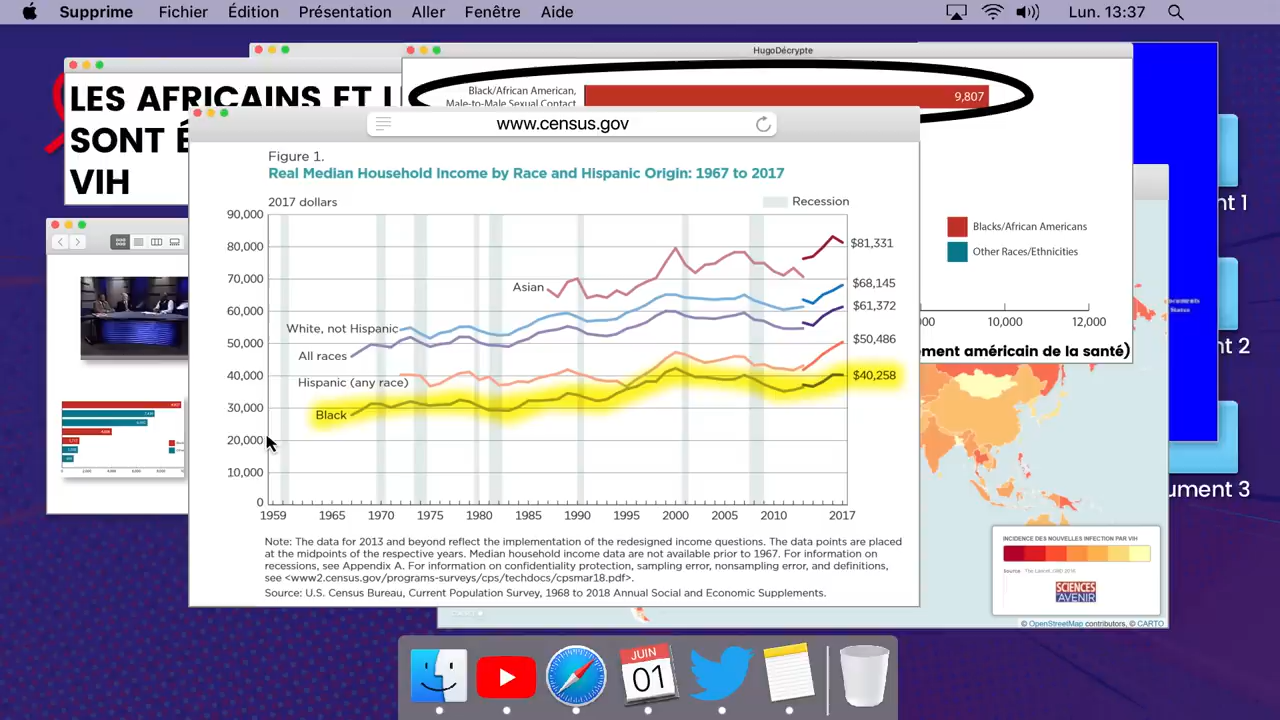 Supprime Fichier Édition Présentation Aller Fenêtre Aide Lun. 13:37
HugoDécrypte
LES AFRICAINS ET L
SONT É
VIH
Black/African American,
Male-to-Male Sexual Contact
9,807
www.census.gov
Figure 1.
Real Median Household Income by Race and Hispanic Origin: 1967 to 2017
2017 dollars
Recession
90,000
80,000
70,000
60,000
50,000
40,000
30,000
20,000
10,000
0
Asian
White, not Hispanic
All races
Hispanic (any race)
Black
$81,331
$68,145
$61,372
$50,486
$40,258
1959 1965 1970 1975 1980 1985 1990 1995 2000 2005 2010 2017
Note: The data for 2013 and beyond reflect the implementation of the redesigned income questions. The data points are placed
at the midpoints of the respective years. Median household income data are not available prior to 1967. For information on
recessions, see Appendix A. For information on confidentiality protection, sampling error, nonsampling error, and definitions,
see <www2.census.gov/programs-surveys/cps/techdocs/cpsmar18.pdf>.
Source: U.S. Census Bureau, Current Population Survey, 1968 to 2018 Annual Social and Economic Supplements.
Blacks/African Americans
Other Races/Ethnicities
000 10,000 12,000
ement américain de la santé)
t 1
t 2
ument 3
INCIDENCE DES NOUVELLES INFECTION PAR VIH
SCIENCES
AVENIR
© OpenStreetMap contributors, © CARTO
JUIN
01